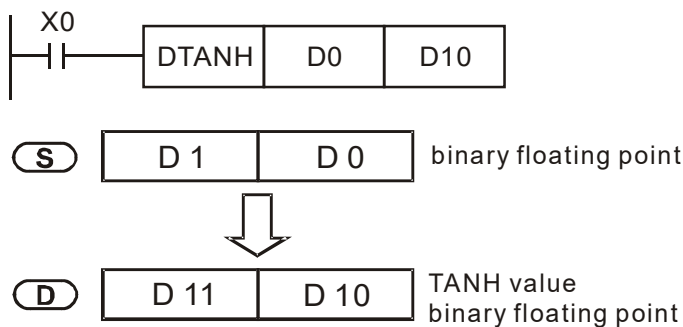 X0
DTANH D0 D10
S D 1 D 0 binary floating point
D D 11 D 10 TANH value
binary floating point